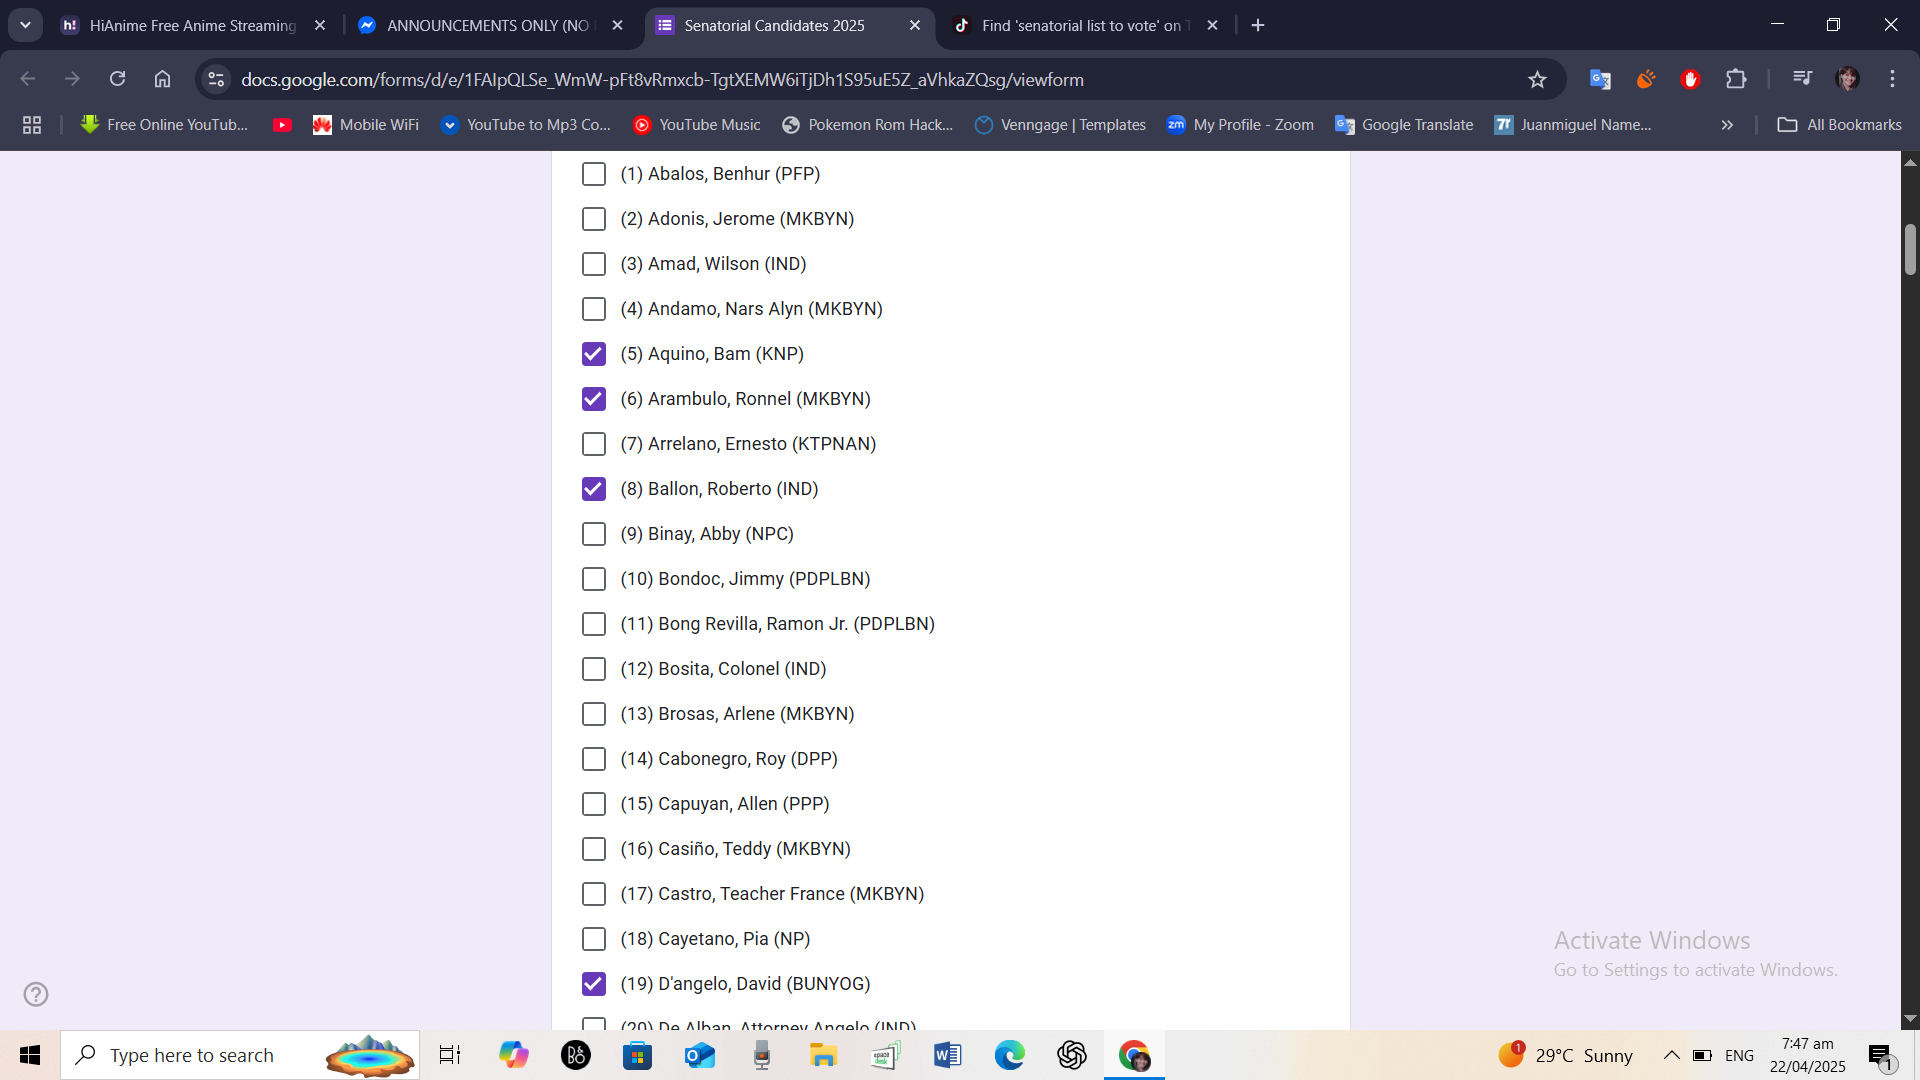 HiAnime Free Anime Streaming
ANNOUNCEMENTS ONLY (NO
Senatorial Candidates 2025
Find 'senatorial list to vote' on
docs.google.com/forms/d/e/1FAIpQLSe_WmW-pFt8vRmxcb-TgtXEMW6iTjDh1S95uE5Z_aVhkaZQsg/viewform
Free Online YouTub...
Mobile WiFi
YouTube to Mp3 Co...
YouTube Music
Pokemon Rom Hack...
Venngage | Templates
My Profile - Zoom
Google Translate
Juanmiguel Name...
All Bookmarks
(1) Abalos, Benhur (PFP)
(2) Adonis, Jerome (MKBYN)
(3) Amad, Wilson (IND)
(4) Andamo, Nars Alyn (MKBYN)
(5) Aquino, Bam (KNP)
(6) Arambulo, Ronnel (MKBYN)
(7) Arrelano, Ernesto (KTPNAN)
(8) Ballon, Roberto (IND)
(9) Binay, Abby (NPC)
(10) Bondoc, Jimmy (PDPLBN)
(11) Bong Revilla, Ramon Jr. (PDPLBN)
(12) Bosita, Colonel (IND)
(13) Brosas, Arlene (MKBYN)
(14) Cabonegro, Roy (DPP)
(15) Capuyan, Allen (PPP)
(16) Casiño, Teddy (MKBYN)
(17) Castro, Teacher France (MKBYN)
(18) Cayetano, Pia (NP)
(19) D'angelo, David (BUNYOG)
(20) De Alban, Attorney Angelo (IND)
Activate Windows
Go to Settings to activate Windows.
Type here to search
29°C Sunny
ENG
7:47 am
22/04/2025